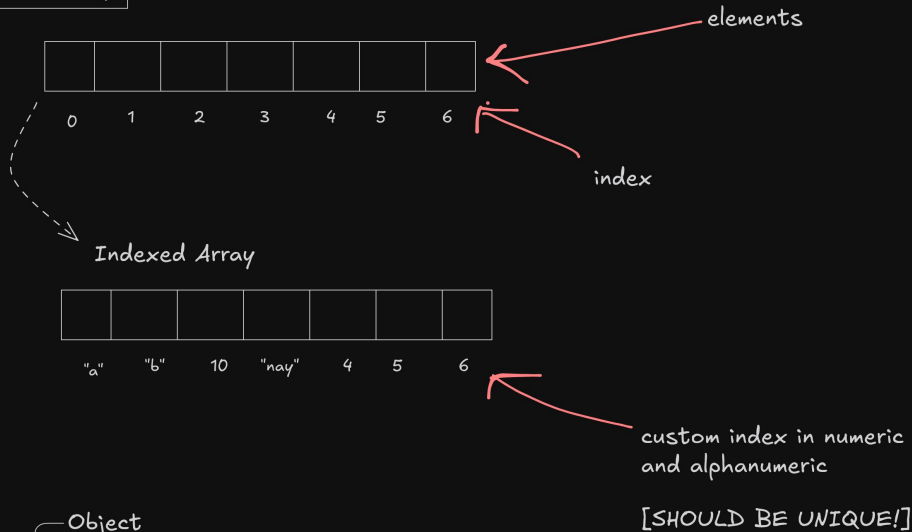 elements
0 1 2 3 4 5 6
index
Indexed Array
"a" "b" 10 "nay" 4 5 6
custom index in numeric
and alphanumeric
[SHOULD BE UNIQUE!]
Object